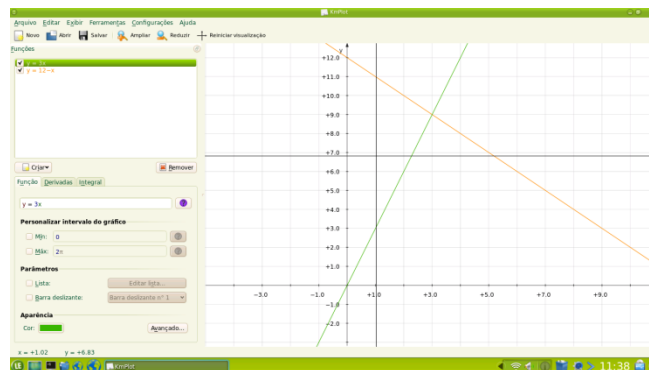 KmPlot
Arquivo Editar Exibir Ferramentas Configurações Ajuda
Novo Abrir Salvar Ampliar Reduzir Reiniciar visualização
Funções
y = 3x
y = 12−x
Criar
Remover
Função Derivadas Integral
y = 3x
Personalizar intervalo do gráfico
Mín: 0
Máx: 2π
Parâmetros
Lista: Editar lista...
Barra deslizante: Barra deslizante nº 1
Aparência
Cor: Avançado...
x = +1.02 y = +6.83
y
+12.0
+11.0
+10.0
+9.0
+8.0
+7.0
+6.0
+5.0
+4.0
+3.0
+2.0
+1.0
−3.0 −1.0 +1.0 +3.0 +5.0 +7.0 +9.0
−1.0
−2.0
KmPlot
11:38